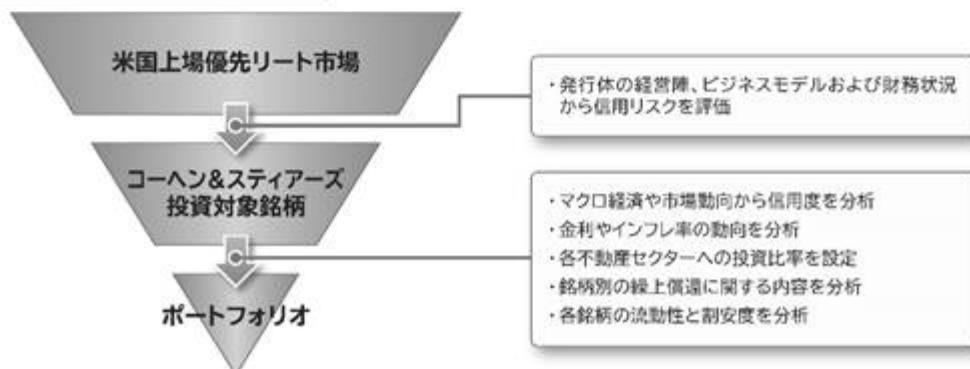 米国上場優先リート市場
・発行体の経営陣、ビジネスモデルおよび財務状況
から信用リスクを評価
コーヘン&スティアーズ
投資対象銘柄
・マクロ経済や市場動向から信用度を分析
・金利やインフレ率の動向を分析
・各不動産セクターへの投資比率を設定
・銘柄別の繰上償還に関する内容を分析
・各銘柄の流動性と割安度を分析
ポートフォリオ